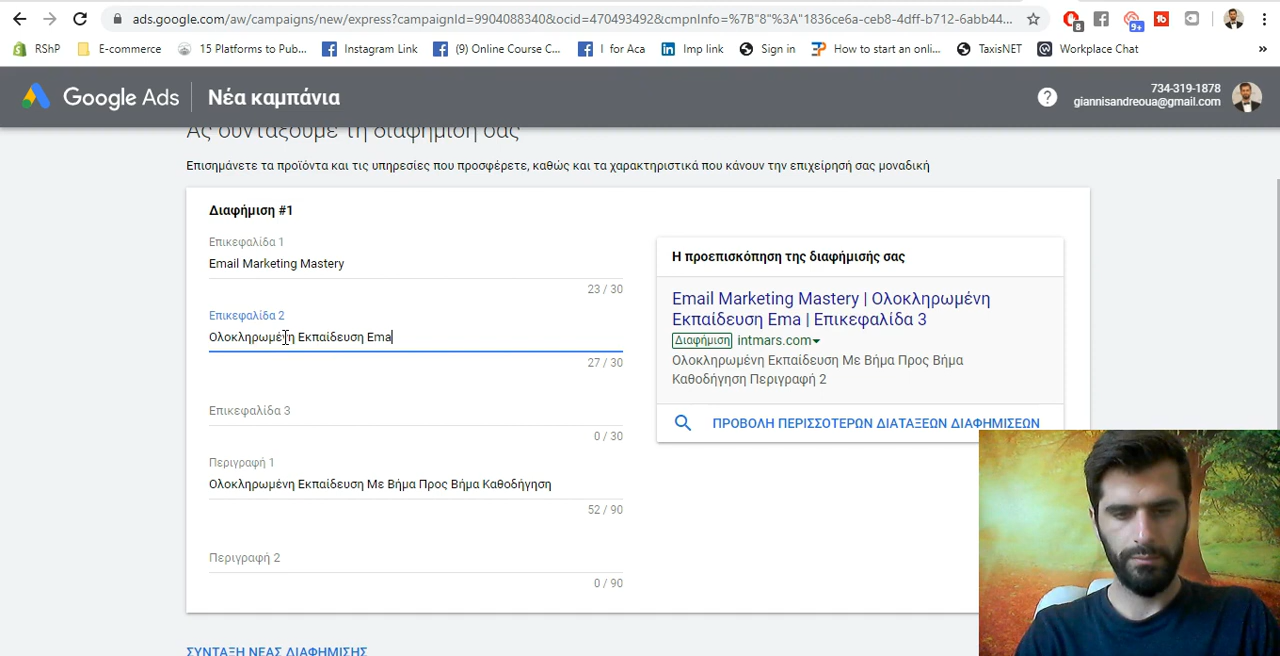 ads.google.com/aw/campaigns/new/express?campaignId=9904088340&ocid=470493492&cmpnInfo=%7B"8"%3A"1836ce6a-ceb8-4dff-b712-6abb44...
8
9+
RShP E-commerce 15 Platforms to Pub... Instagram Link (9) Online Course C... I for Aca Imp link Sign in How to start an onli... TaxisNET Workplace Chat »
Google Ads Νέα καμπάνια
734-319-1878
giannisandreoua@gmail.com
Ας συντάξουμε τη διαφήμισή σας
Επισημάνετε τα προϊόντα και τις υπηρεσίες που προσφέρετε, καθώς και τα χαρακτηριστικά που κάνουν την επιχείρησή σας μοναδική
Διαφήμιση #1
Επικεφαλίδα 1
Email Marketing Mastery
23 / 30
Επικεφαλίδα 2
Ολοκληρωμένη Εκπαίδευση Ema
27 / 30
Επικεφαλίδα 3
0 / 30
Περιγραφή 1
Ολοκληρωμένη Εκπαίδευση Με Βήμα Προς Βήμα Καθοδήγηση
52 / 90
Περιγραφή 2
0 / 90
Η προεπισκόπηση της διαφήμισής σας
Email Marketing Mastery | Ολοκληρωμένη
Εκπαίδευση Ema | Επικεφαλίδα 3
Διαφήμιση intmars.com
Ολοκληρωμένη Εκπαίδευση Με Βήμα Προς Βήμα
Καθοδήγηση Περιγραφή 2
ΠΡΟΒΟΛΗ ΠΕΡΙΣΣΟΤΕΡΩΝ ΔΙΑΤΑΞΕΩΝ ΔΙΑΦΗΜΙΣΕΩΝ
ΣΥΝΤΑΞΗ ΝΕΑΣ ΔΙΑΦΗΜΙΣΗΣ